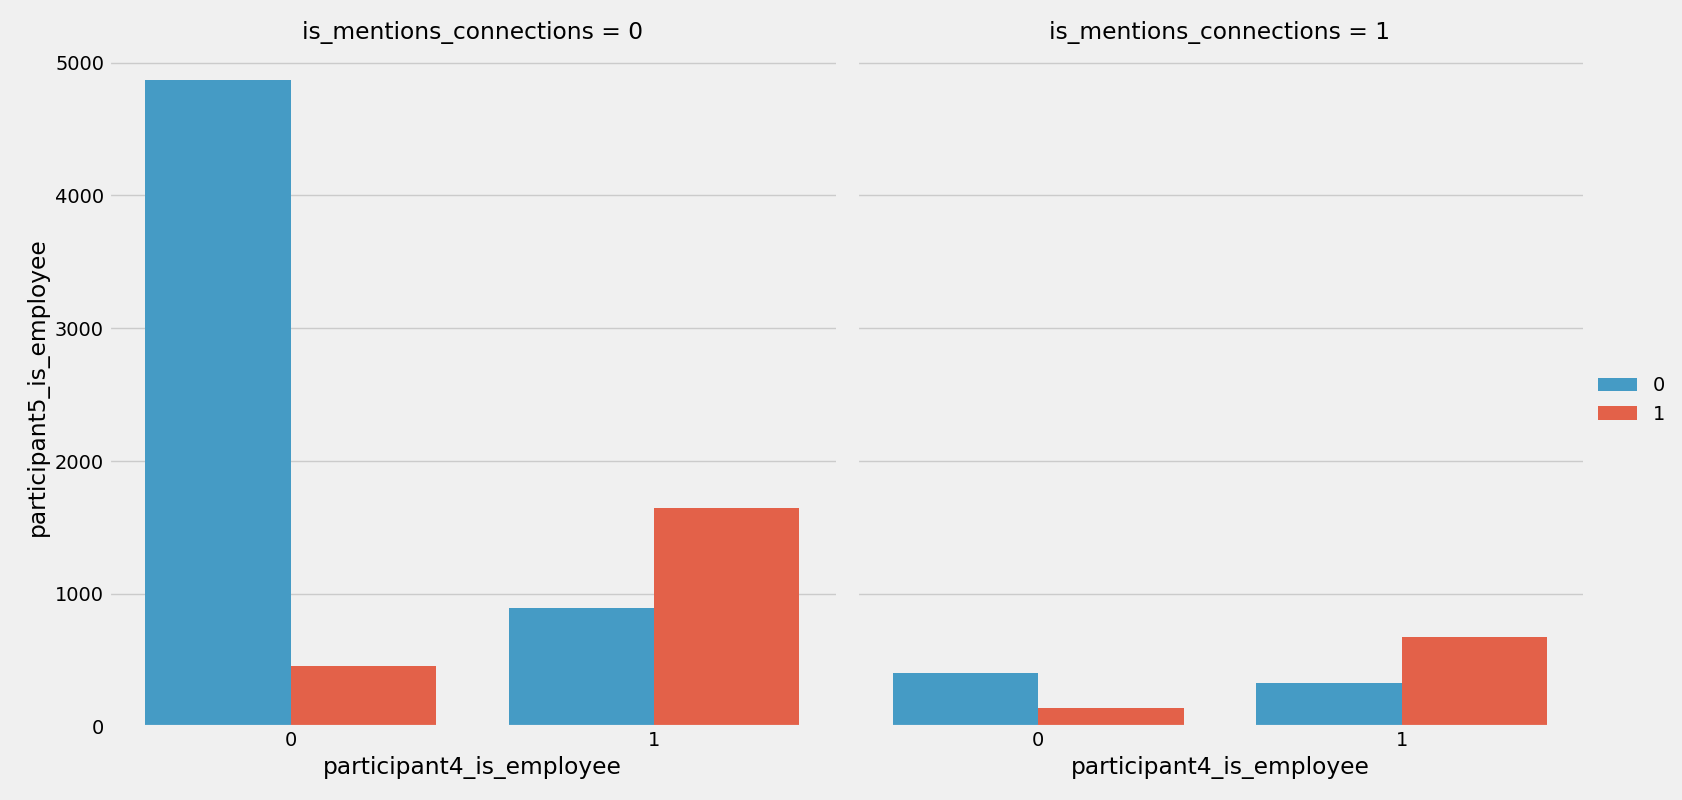 is_mentions_connections = 0
is_mentions_connections = 1
participant5_is_employee
5000
4000
3000
2000
1000
0
0
1
0
1
participant4_is_employee
participant4_is_employee
0
1